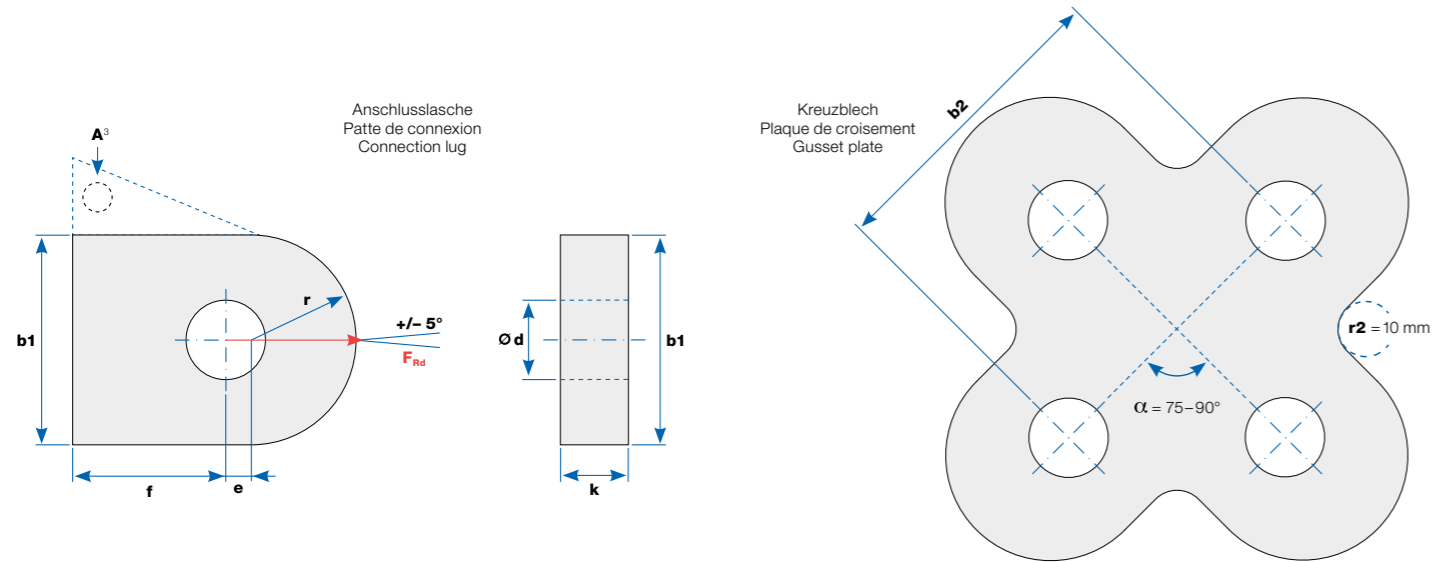 Anschlusslasche
Patte de connexion
Connection lug
A³
b1
r
+/– 5°
F_Rd
f
e
Ø d
b1
k
Kreuzblech
Plaque de croisement
Gusset plate
b2
r2 = 10 mm
α = 75–90°